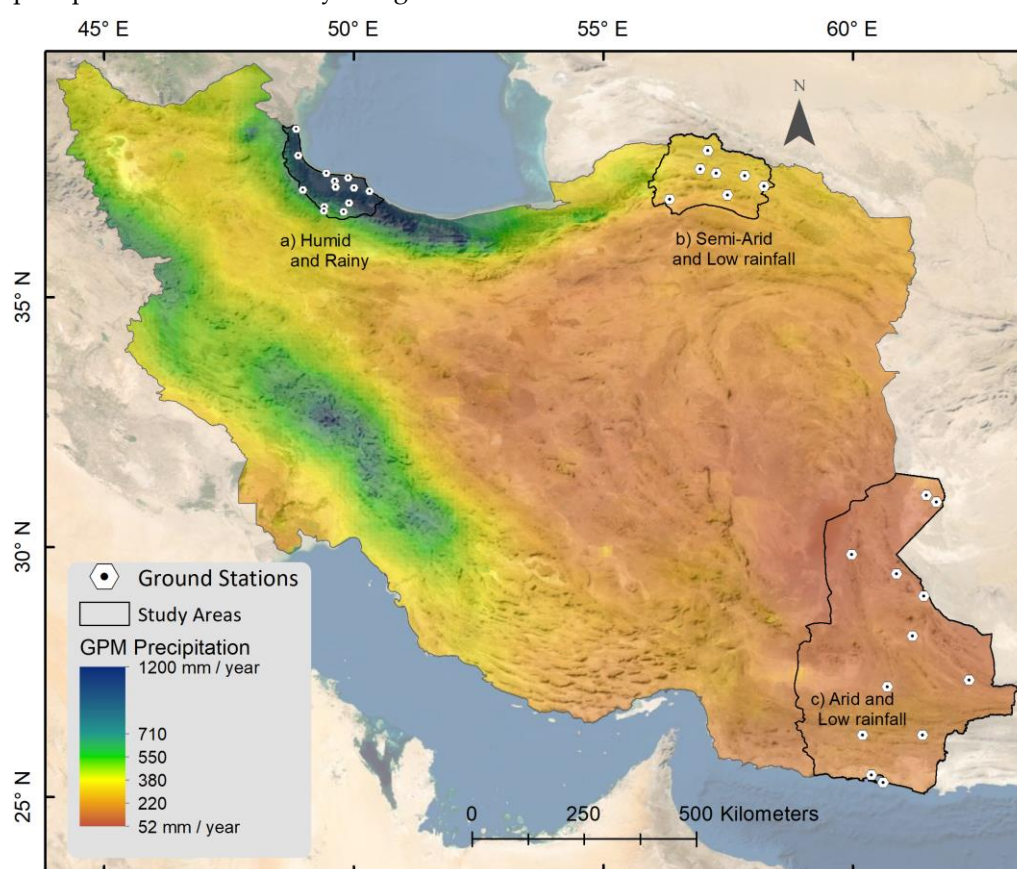 45° E 50° E 55° E 60° E
N
a) Humid
and Rainy
b) Semi-Arid
and Low rainfall
35° N
30° N
25° N
c) Arid and
Low rainfall
Ground Stations
Study Areas
GPM Precipitation
1200 mm / year
710
550
380
220
52 mm / year
0 250 500 Kilometers